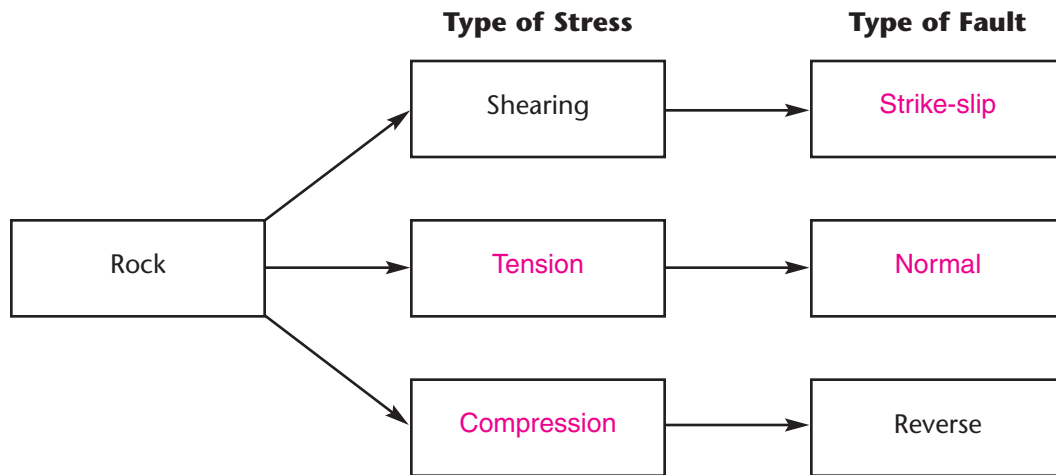 Type of Stress
Type of Fault
Shearing
Strike-slip
Rock
Tension
Normal
Compression
Reverse